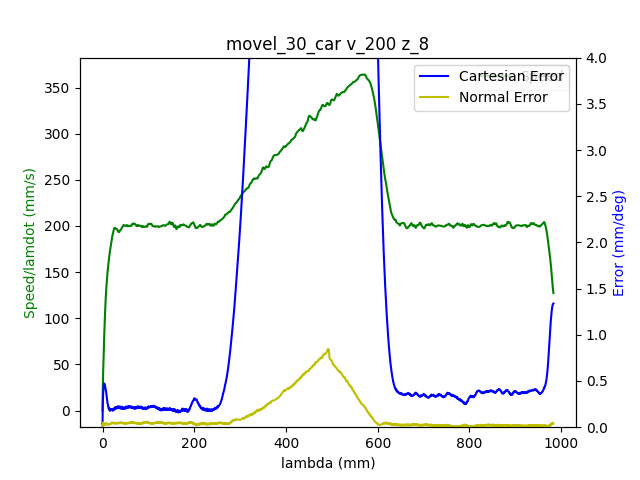 movel_30_car v_200 z_8
Cartesian Error
Normal Error
Speed/lamdot (mm/s)
350
300
250
200
150
100
50
0
4.0
3.5
3.0
2.5
2.0
1.5
1.0
0.5
0.0
Error (mm/deg)
0 200 400 600 800 1000
lambda (mm)